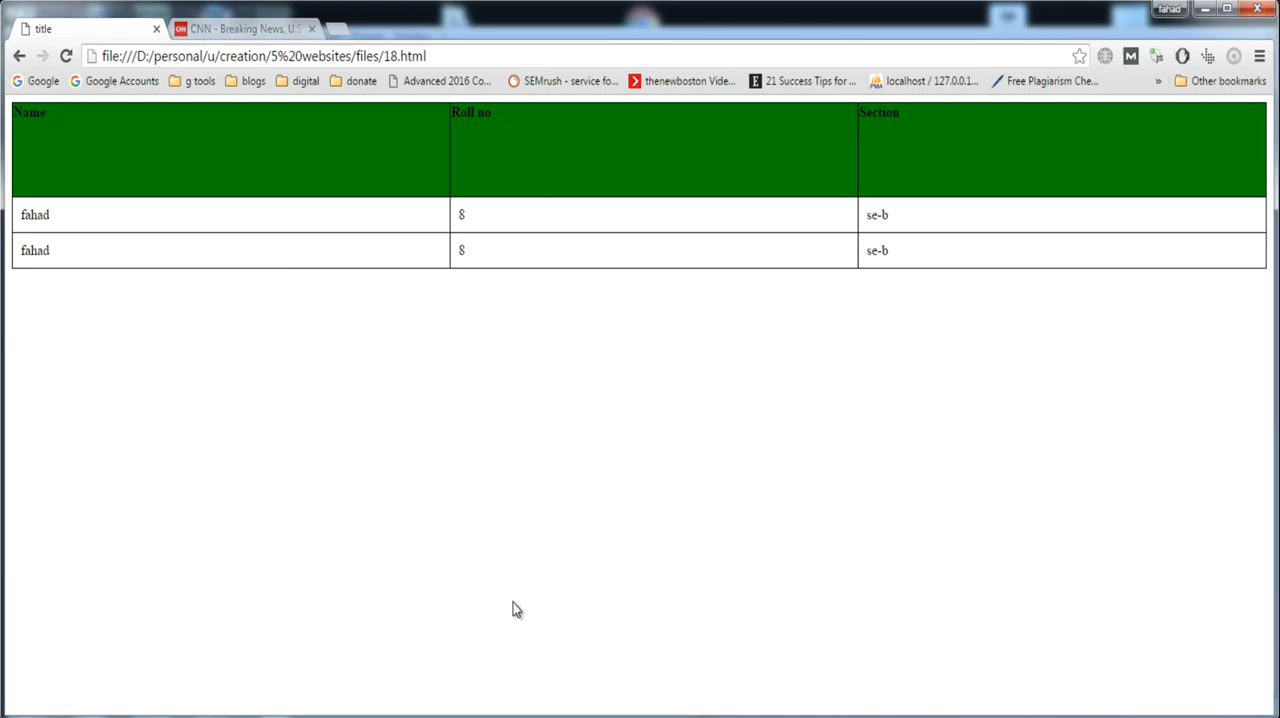 fahad
title
CNN - Breaking News, U.S
file:///D:/personal/u/creation/5%20websites/files/18.html
Google
Google Accounts
g tools
blogs
digital
donate
Advanced 2016 Co...
SEMrush - service fo...
thenewboston Vide...
21 Success Tips for ...
localhost / 127.0.0.1...
Free Plagiarism Che...
»
Other bookmarks
Name Roll no Section
fahad 8 se-b
fahad 8 se-b